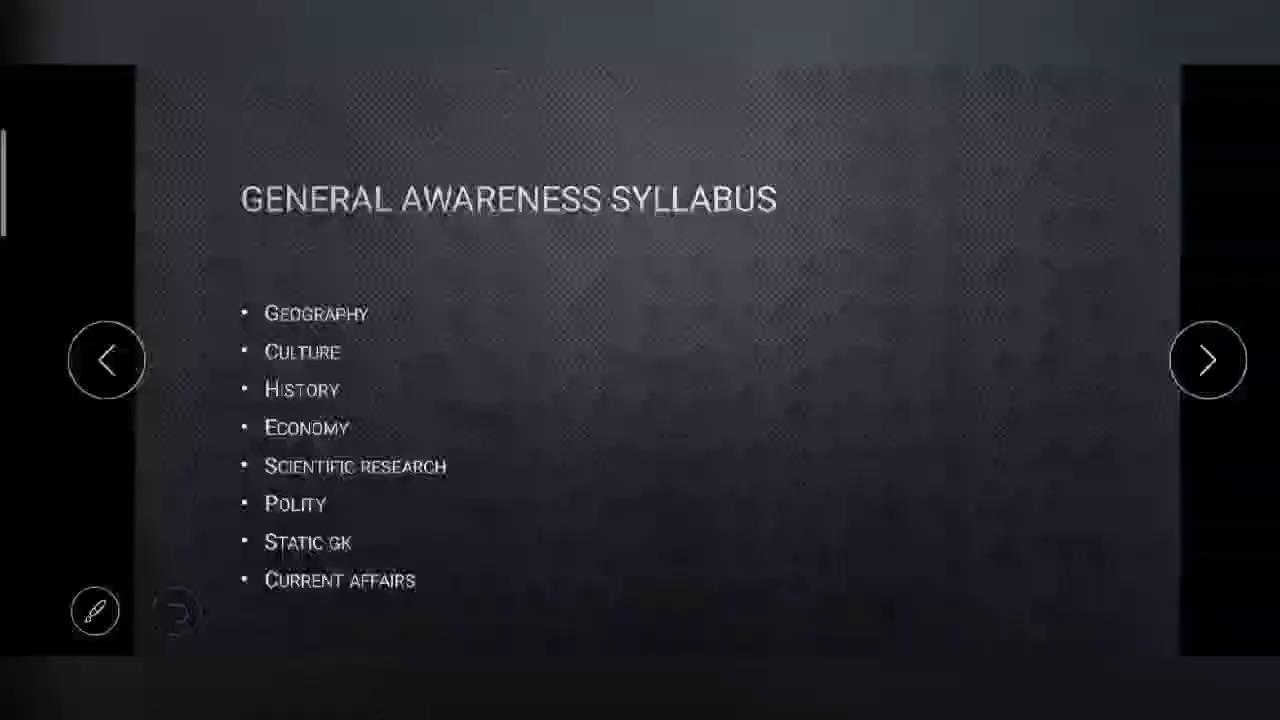 GENERAL AWARENESS SYLLABUS
• GEOGRAPHY
• CULTURE
• HISTORY
• ECONOMY
• SCIENTIFIC RESEARCH
• POLITY
• STATIC GK
• CURRENT AFFAIRS